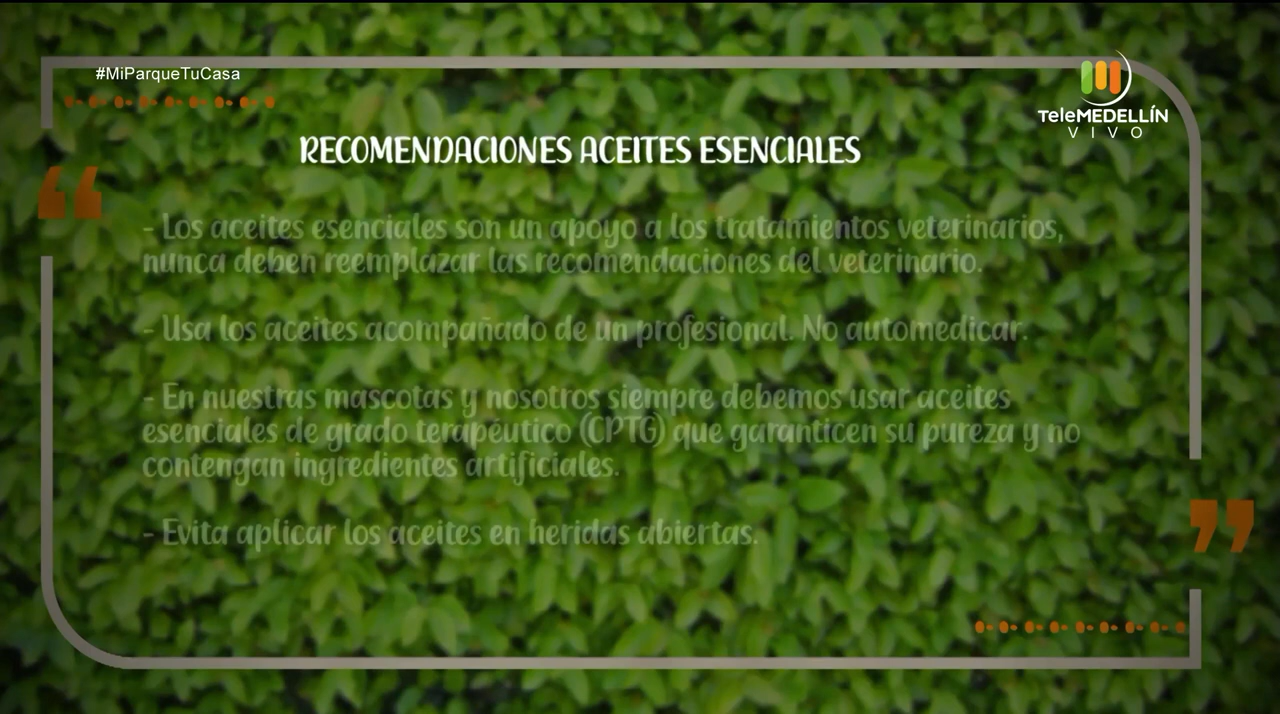 #MiParqueTuCasa
TeleMEDELLÍN
VIVO
RECOMENDACIONES ACEITES ESENCIALES
- Los aceites esenciales son un apoyo a los tratamientos veterinarios,
nunca deben reemplazar las recomendaciones del veterinario.
- Usa los aceites acompañado de un profesional. No automedicar.
- En nuestras mascotas y nosotros siempre debemos usar aceites
esenciales de grado terapéutico (CPTG) que garanticen su pureza y no
contengan ingredientes artificiales.
- Evita aplicar los aceites en heridas abiertas.